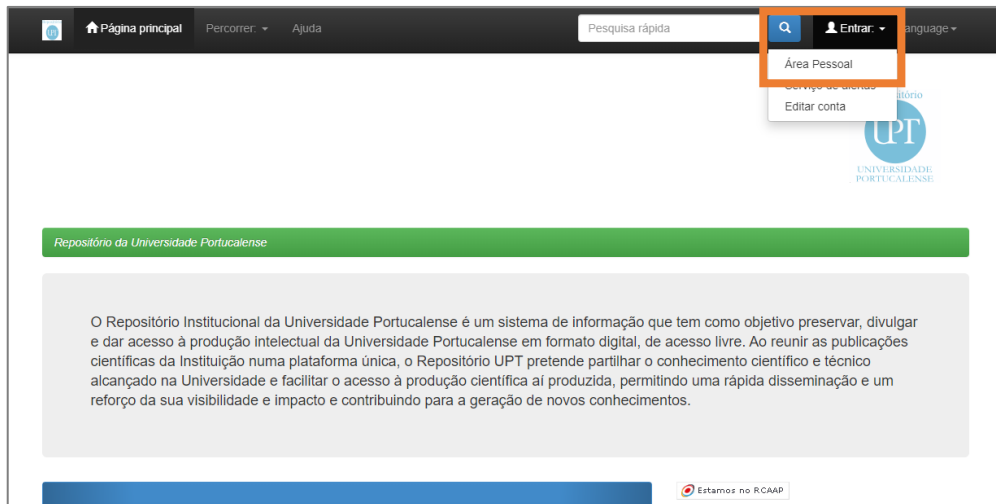 Página principal
Percorrer:
Ajuda
Pesquisa rápida
Entrar:
anguage
Área Pessoal
Serviço de alertas
Editar conta
itório
UPT
UNIVERSIDADE
PORTUCALENSE
Repositório da Universidade Portucalense
O Repositório Institucional da Universidade Portucalense é um sistema de informação que tem como objetivo preservar, divulgar
e dar acesso à produção intelectual da Universidade Portucalense em formato digital, de acesso livre. Ao reunir as publicações
científicas da Instituição numa plataforma única, o Repositório UPT pretende partilhar o conhecimento científico e técnico
alcançado na Universidade e facilitar o acesso à produção científica aí produzida, permitindo uma rápida disseminação e um
reforço da sua visibilidade e impacto e contribuindo para a geração de novos conhecimentos.
Estamos no RCAAP